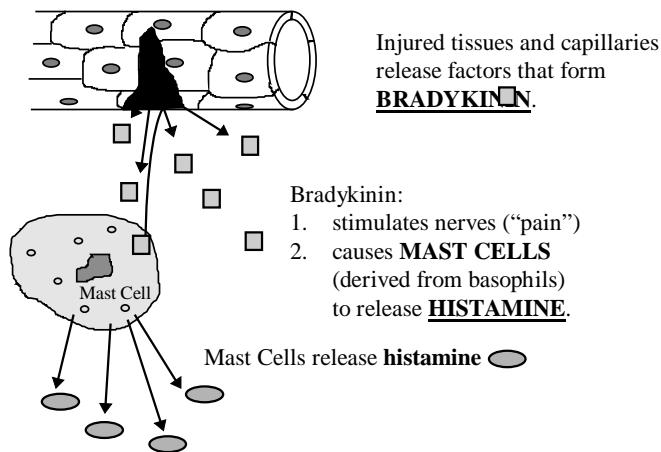 Injured tissues and capillaries
release factors that form
BRADYKININ.
Bradykinin:
1. stimulates nerves (“pain”)
2. causes MAST CELLS
(derived from basophils)
to release HISTAMINE.
Mast Cell
Mast Cells release histamine